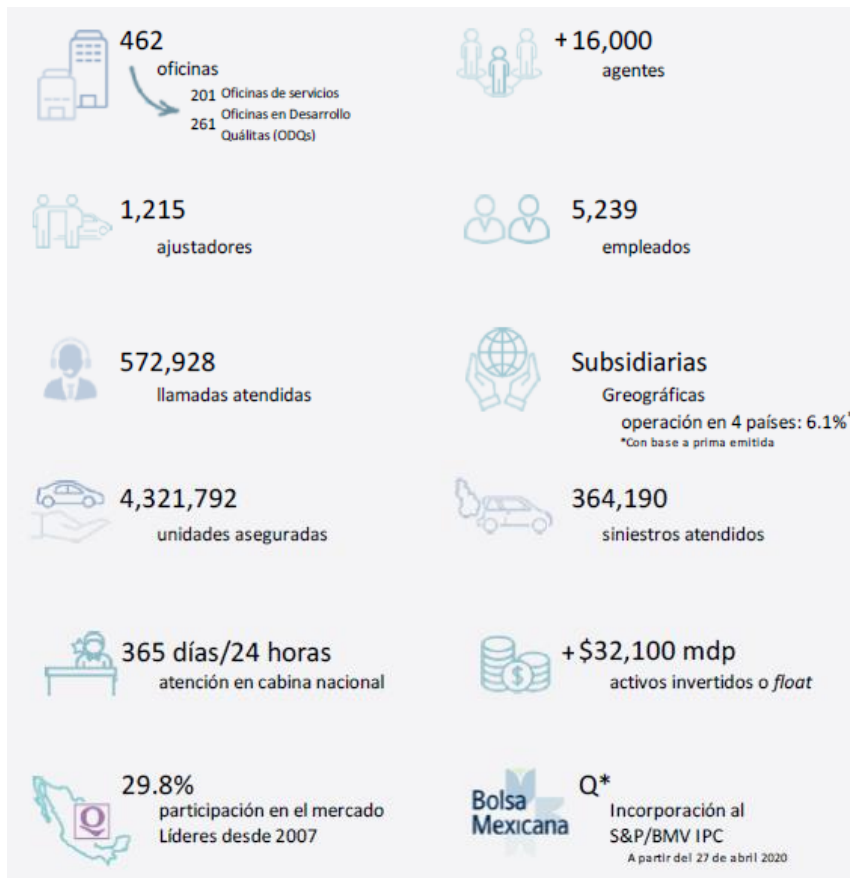 462
oficinas
201 Oficinas de servicios
261 Oficinas en Desarrollo
Quálitas (ODQs)
+16,000
agentes
1,215
ajustadores
5,239
empleados
572,928
llamadas atendidas
Subsidiarias
Greográficas
operación en 4 países: 6.1%*
*Con base a prima emitida
4,321,792
unidades aseguradas
364,190
siniestros atendidos
365 días/24 horas
atención en cabina nacional
+$32,100 mdp
activos invertidos o float
29.8%
participación en el mercado
Líderes desde 2007
Q
Bolsa
Mexicana
Q*
Incorporación al
S&P/BMV IPC
A partir del 27 de abril 2020